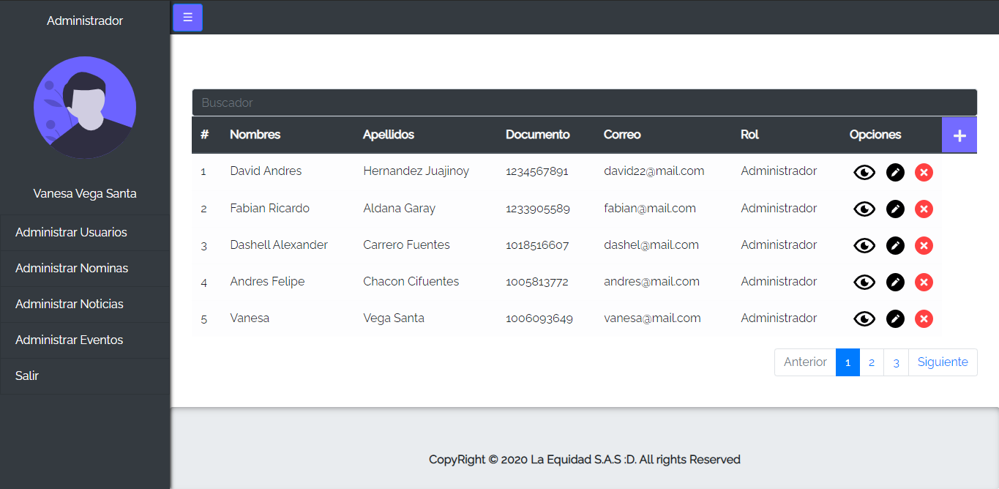 Administrador
☰
Vanesa Vega Santa
Administrar Usuarios
Administrar Nominas
Administrar Noticias
Administrar Eventos
Salir
Buscador
# Nombres Apellidos Documento Correo Rol Opciones +
1 David Andres Hernandez Juajinoy 1234567891 david22@mail.com Administrador
2 Fabian Ricardo Aldana Garay 1233905589 fabian@mail.com Administrador
3 Dashell Alexander Carrero Fuentes 1018516607 dashel@mail.com Administrador
4 Andres Felipe Chacon Cifuentes 1005813772 andres@mail.com Administrador
5 Vanesa Vega Santa 1006093649 vanesa@mail.com Administrador
Anterior 1 2 3 Siguiente
CopyRight © 2020 La Equidad S.A.S :D. All rights Reserved